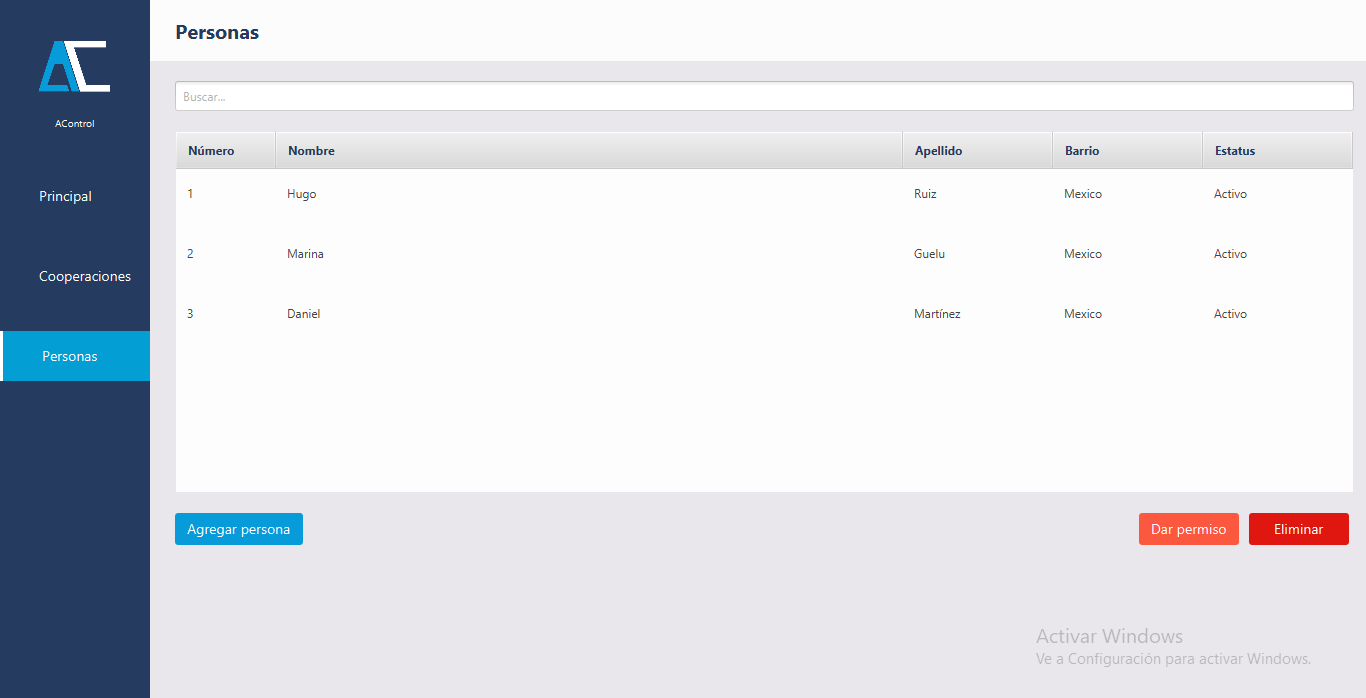 Personas
AC
AControl
Principal
Cooperaciones
Personas
Buscar...
Número Nombre Apellido Barrio Estatus
1 Hugo Ruiz Mexico Activo
2 Marina Guelu Mexico Activo
3 Daniel Martínez Mexico Activo
Agregar persona Dar permiso Eliminar
Activar Windows
Ve a Configuración para activar Windows.